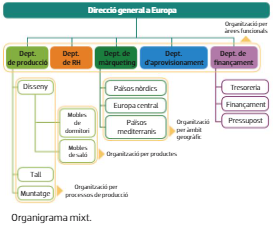 Direcció general a Europa
Organització per
àrees funcionals
Dept.
de producció
Dept.
de RH
Dept. de
màrqueting
Dept.
d'aprovisionament
Dept. de
finançament
Disseny
Mobles
de
dormitori
Mobles
de saló
Tall
Muntatge
Països nòrdics
Europa central
Països
mediterranis
Organització
per àmbit
geogràfic
Organització per productes
Organització per
processos de producció
Tresoreria
Finançament
Pressupost
Organigrama mixt.